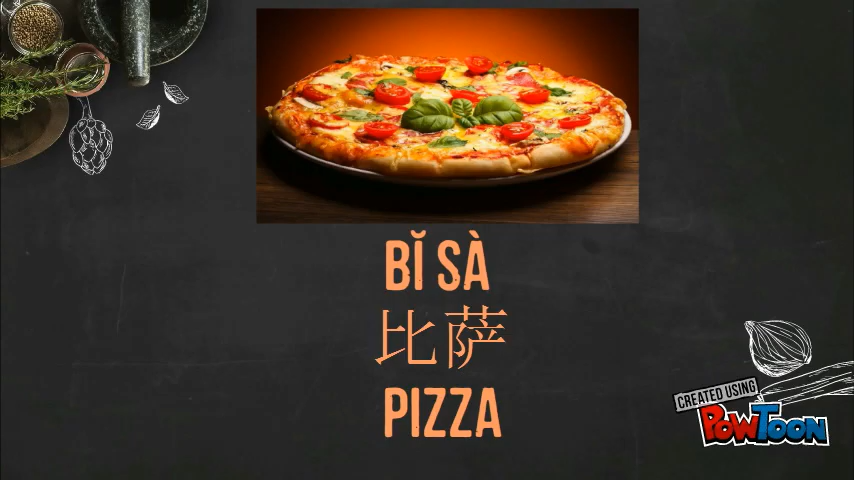 BǏ SÀ
比萨
PIZZA
CREATED USING
POWTOON